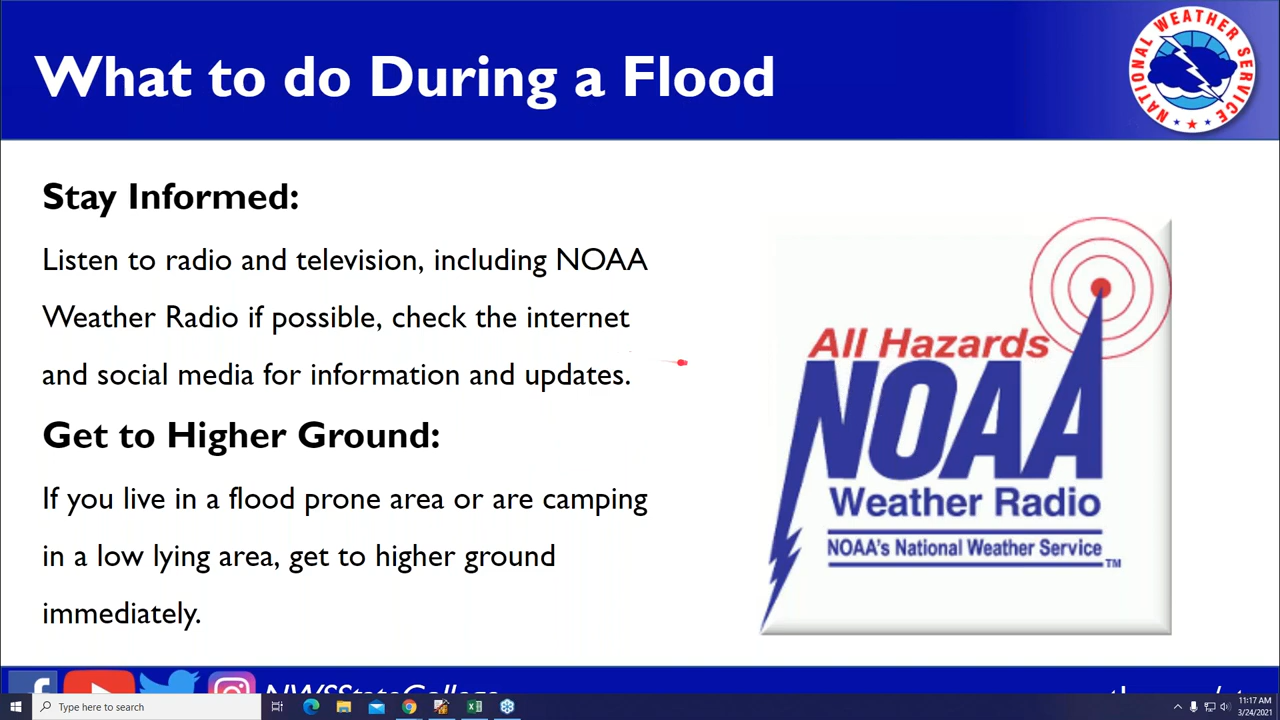 What to do During a Flood
NATIONAL WEATHER SERVICE
Stay Informed:
Listen to radio and television, including NOAA
Weather Radio if possible, check the internet
and social media for information and updates.
Get to Higher Ground:
If you live in a flood prone area or are camping
in a low lying area, get to higher ground
immediately.
All Hazards
NOAA
Weather Radio
NOAA's National Weather Service
TM
NWSStateCollege
Type here to search
11:17 AM
3/24/2021